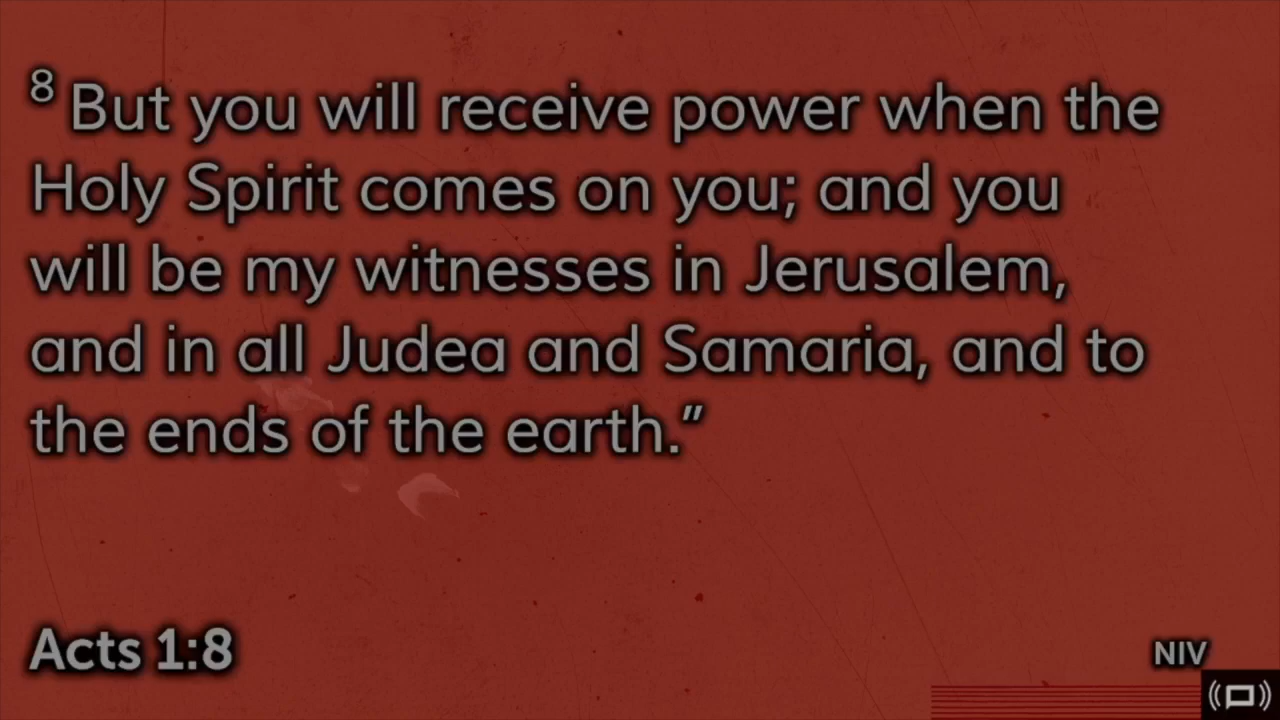 8 But you will receive power when the
Holy Spirit comes on you; and you
will be my witnesses in Jerusalem,
and in all Judea and Samaria, and to
the ends of the earth.”
Acts 1:8
NIV